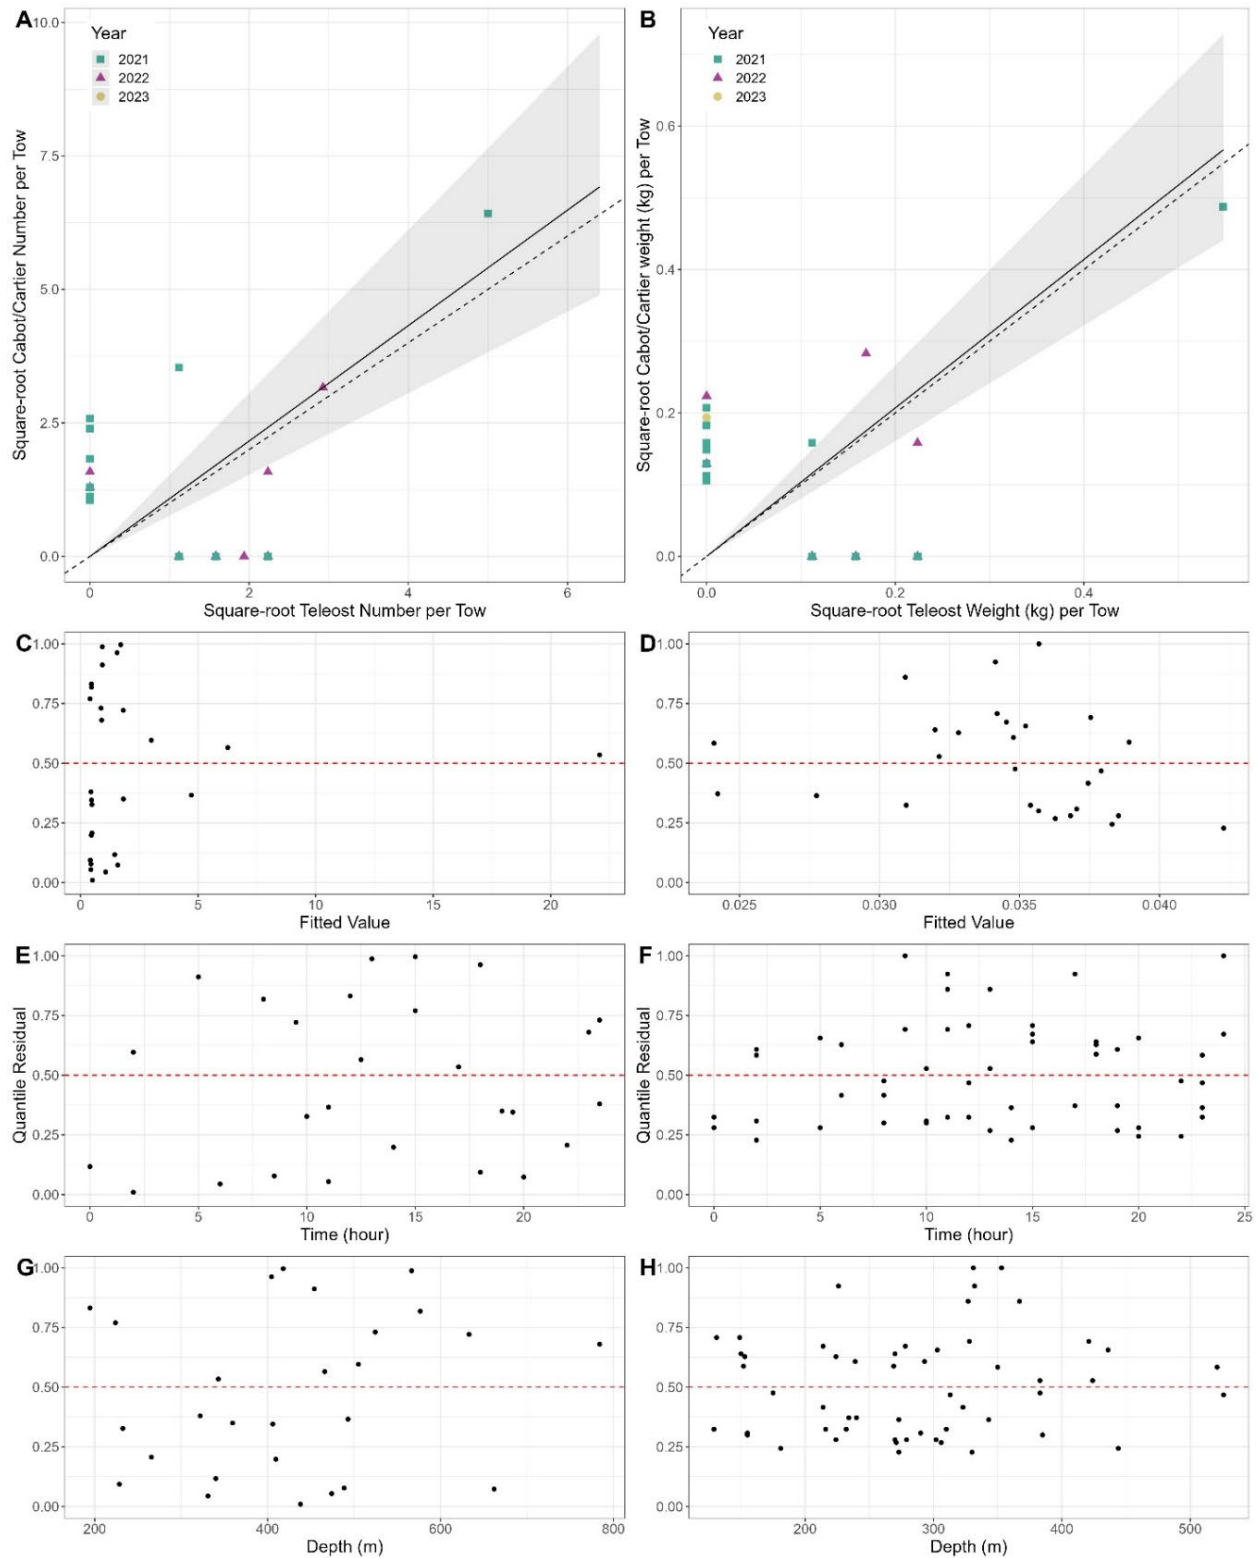 A
Year
2021
2022
2023
10.0
7.5
5.0
2.5
0.0
Square-root Cabot/Cartier Number per Tow
0 2 4 6
Square-root Teleost Number per Tow
B
Year
2021
2022
2023
0.6
0.4
0.2
0.0
Square-root Cabot/Cartier weight (kg) per Tow
0.0 0.2 0.4
Square-root Teleost Weight (kg) per Tow
C
1.00
0.75
0.50
0.25
0.00
0 5 10 15 20
Fitted Value
D
1.00
0.75
0.50
0.25
0.00
0.025 0.030 0.035 0.040
Fitted Value
E
1.00
0.75
0.50
0.25
0.00
Quantile Residual
0 5 10 15 20
Time (hour)
F
1.00
0.75
0.50
0.25
0.00
Quantile Residual
0 5 10 15 20 25
Time (hour)
G
1.00
0.75
0.50
0.25
0.00
200 400 600 800
Depth (m)
H
1.00
0.75
0.50
0.25
0.00
200 300 400 500
Depth (m)